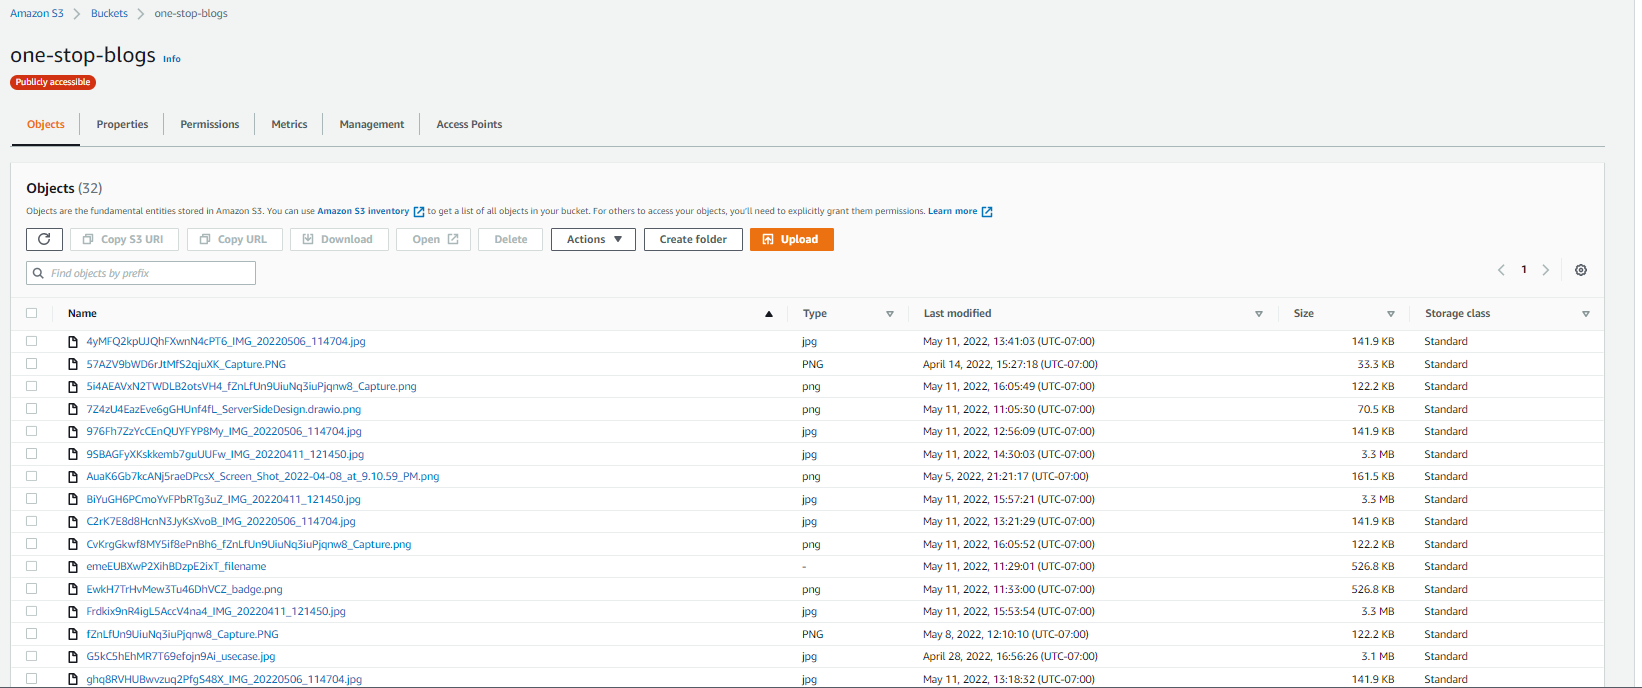 Amazon S3 > Buckets > one-stop-blogs
one-stop-blogs Info
Publicly accessible
Objects Properties Permissions Metrics Management Access Points
Objects (32)
Objects are the fundamental entities stored in Amazon S3. You can use Amazon S3 inventory to get a list of all objects in your bucket. For others to access your objects, you'll need to explicitly grant them permissions. Learn more
Copy S3 URI Copy URL Download Open Delete Actions Create folder Upload
Find objects by prefix
1
Name Type Last modified Size Storage class
4yMFQ2kpUJQhFXwnN4cPT6_IMG_20220506_114704.jpg jpg May 11, 2022, 13:41:03 (UTC-07:00) 141.9 KB Standard
57AZV9bWD6rJtMfS2qjuXK_Capture.PNG PNG April 14, 2022, 15:27:18 (UTC-07:00) 33.3 KB Standard
5i4AEAVxN2TWDLB2otsVH4_fZnLfUn9UiuNq3iuPjqnw8_Capture.png png May 11, 2022, 16:05:49 (UTC-07:00) 122.2 KB Standard
7Z4zU4EazEve6gGHUnf4fL_ServerSideDesign.drawio.png png May 11, 2022, 11:05:30 (UTC-07:00) 70.5 KB Standard
976Fh7ZzYcCEnQUYFYP8My_IMG_20220506_114704.jpg jpg May 11, 2022, 12:56:09 (UTC-07:00) 141.9 KB Standard
9SBAGFyXKskkemb7guUUFw_IMG_20220411_121450.jpg jpg May 11, 2022, 14:30:03 (UTC-07:00) 3.3 MB Standard
AuaK6Gb7kcANj5raeDPcsX_Screen_Shot_2022-04-08_at_9.10.59_PM.png png May 5, 2022, 21:21:17 (UTC-07:00) 161.5 KB Standard
BiYuGH6PCmoYvFPbRTg3uZ_IMG_20220411_121450.jpg jpg May 11, 2022, 15:57:21 (UTC-07:00) 3.3 MB Standard
C2rK7E8d8HcnN3JyKsXvoB_IMG_20220506_114704.jpg jpg May 11, 2022, 13:21:29 (UTC-07:00) 141.9 KB Standard
CvKrgGkwf8MY5if8ePnBh6_fZnLfUn9UiuNq3iuPjqnw8_Capture.png png May 11, 2022, 16:05:52 (UTC-07:00) 122.2 KB Standard
emeEUBXwP2XihBDzpE2ixT_filename - May 11, 2022, 11:29:01 (UTC-07:00) 526.8 KB Standard
EwkH7TrHvMew3Tu46DhVCZ_badge.png png May 11, 2022, 11:33:00 (UTC-07:00) 526.8 KB Standard
Frdkix9nR4igL5AccV4na4_IMG_20220411_121450.jpg jpg May 11, 2022, 15:53:54 (UTC-07:00) 3.3 MB Standard
fZnLfUn9UiuNq3iuPjqnw8_Capture.PNG PNG May 8, 2022, 12:10:10 (UTC-07:00) 122.2 KB Standard
G5kC5hEhMR7T69efojn9Ai_usecase.jpg jpg April 28, 2022, 16:56:26 (UTC-07:00) 3.1 MB Standard
ghq8RVHUBwvzuq2PfgS48X_IMG_20220506_114704.jpg jpg May 11, 2022, 13:18:32 (UTC-07:00) 141.9 KB Standard